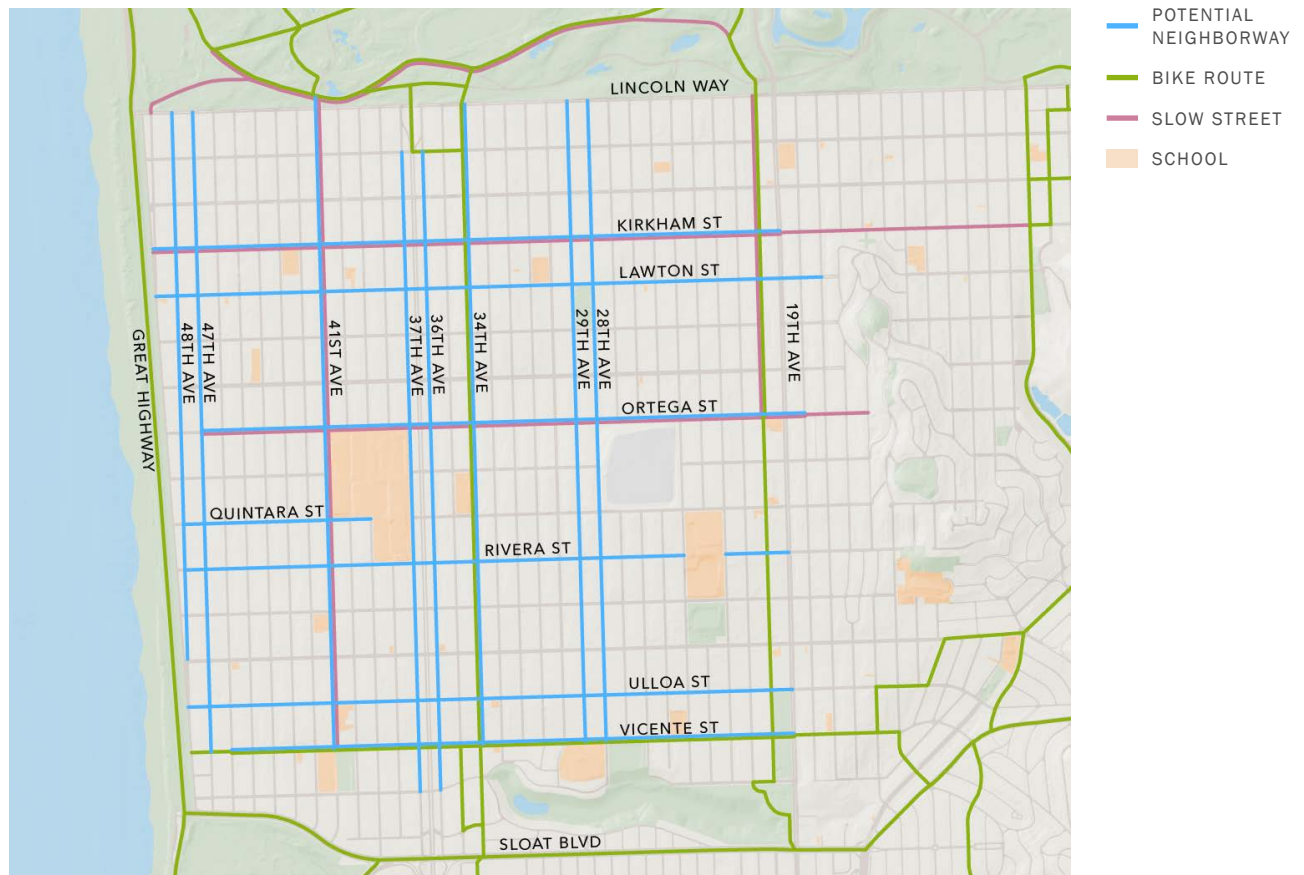 POTENTIAL
NEIGHBORWAY
BIKE ROUTE
SLOW STREET
SCHOOL
LINCOLN WAY
KIRKHAM ST
LAWTON ST
GREAT HIGHWAY
48TH AVE
47TH AVE
41ST AVE
37TH AVE
36TH AVE
34TH AVE
29TH AVE
28TH AVE
19TH AVE
ORTEGA ST
QUINTARA ST
RIVERA ST
ULLOA ST
VICENTE ST
SLOAT BLVD